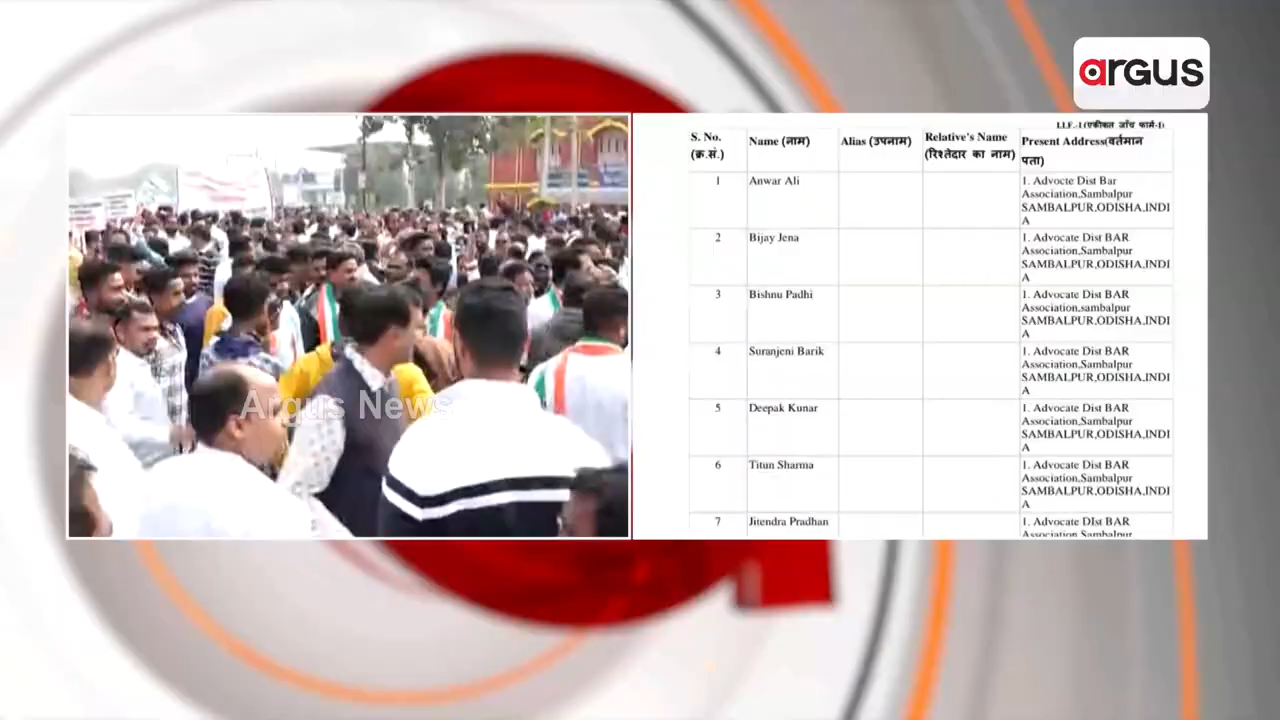 argus
Argus News
I.I.F.-I (एकीकृत जाँच फार्म-I)
S. No.
(क्र.सं.)
Name (नाम)
Alias (उपनाम)
Relative's Name
(रिश्तेदार का नाम)
Present Address(वर्तमान
पता)
1
Anwar Ali
1. Advocte Dist Bar
Association,Sambalpur
SAMBALPUR,ODISHA,INDI
A
2
Bijay Jena
1. Advocate Dist BAR
Association,Sambalpur
SAMBALPUR,ODISHA,INDI
A
3
Bishnu Padhi
1. Advocate Dist BAR
Association,sambalpur
SAMBALPUR,ODISHA,INDI
A
4
Suranjeni Barik
1. Advocate Dist BAR
Association,Sambalpur
SAMBALPUR,ODISHA,INDI
A
5
Deepak Kunar
1. Advocate Dist BAR
Association,Sambalpur
SAMBALPUR,ODISHA,INDI
A
6
Titun Sharma
1. Advocate Dist BAR
Association,Sambalpur
SAMBALPUR,ODISHA,INDI
A
7
Jitendra Pradhan
1. Advocate DIst BAR
Association,Sambalpur